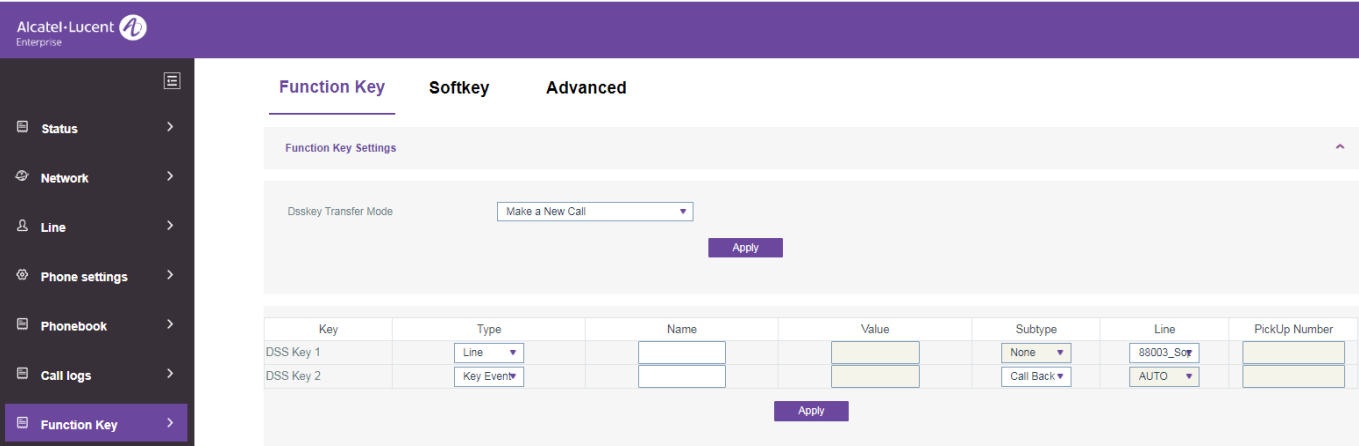 Alcatel·Lucent
Enterprise
Status
Network
Line
Phone settings
Phonebook
Call logs
Function Key
Function Key Softkey Advanced
Function Key Settings
Dsskey Transfer Mode Make a New Call
Apply
Key Type Name Value Subtype Line PickUp Number
DSS Key 1 Line None
DSS Key 2 Key Event Call Back AUTO
Apply